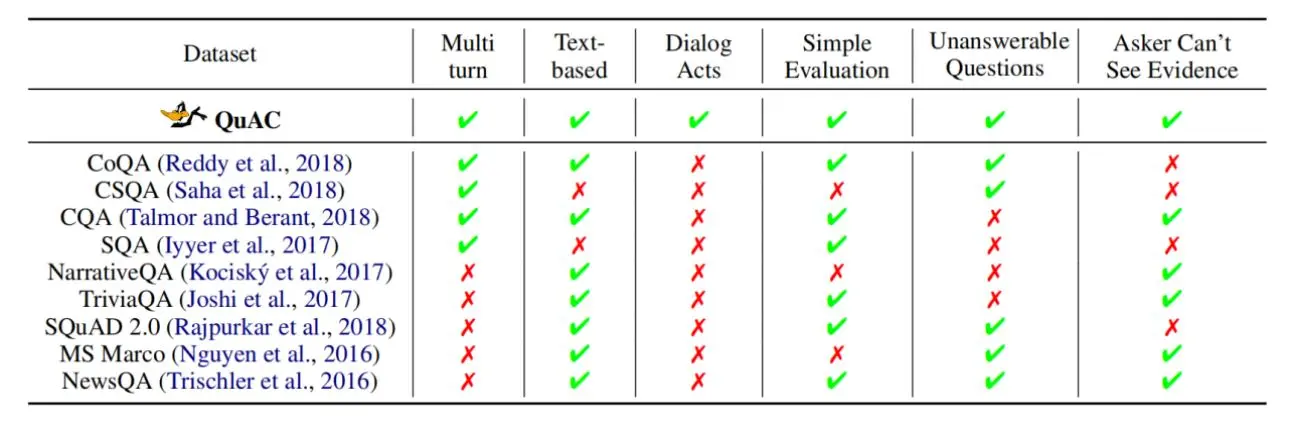 Dataset | Multi turn | Text-based | Dialog Acts | Simple Evaluation | Unanswerable Questions | Asker Can't See Evidence
QuAC | ✔ | ✔ | ✔ | ✔ | ✔ | ✔
CoQA (Reddy et al., 2018) | ✔ | ✔ | ✗ | ✔ | ✔ | ✗
CSQA (Saha et al., 2018) | ✔ | ✗ | ✗ | ✗ | ✔ | ✗
CQA (Talmor and Berant, 2018) | ✔ | ✔ | ✗ | ✔ | ✗ | ✔
SQA (Iyyer et al., 2017) | ✔ | ✗ | ✗ | ✔ | ✗ | ✗
NarrativeQA (Kociský et al., 2017) | ✗ | ✔ | ✗ | ✗ | ✗ | ✔
TriviaQA (Joshi et al., 2017) | ✗ | ✔ | ✗ | ✔ | ✗ | ✔
SQuAD 2.0 (Rajpurkar et al., 2018) | ✗ | ✔ | ✗ | ✔ | ✔ | ✗
MS Marco (Nguyen et al., 2016) | ✗ | ✔ | ✗ | ✗ | ✔ | ✔
NewsQA (Trischler et al., 2016) | ✗ | ✔ | ✗ | ✔ | ✔ | ✔